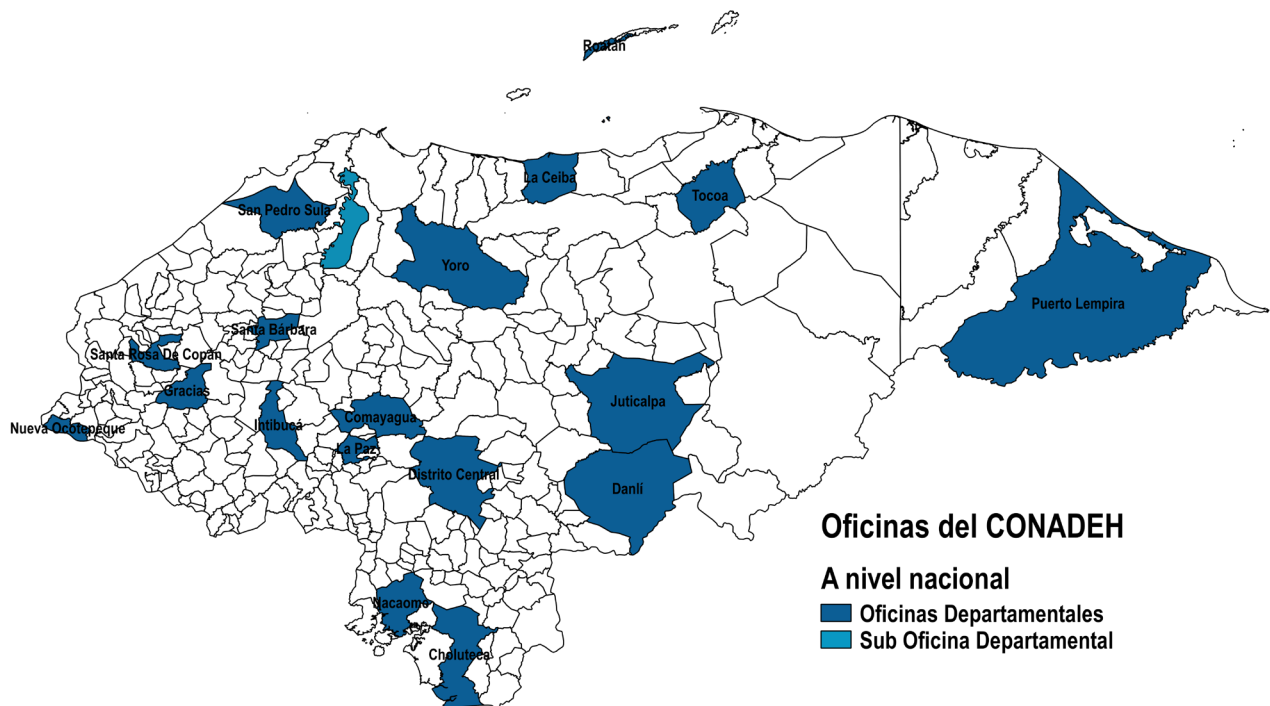 Roatán
La Ceiba
Tocoa
San Pedro Sula
Yoro
Puerto Lempira
Santa Bárbara
Santa Rosa De Copán
Gracias
Juticalpa
Comayagua
Intibucá
Nueva Ocotepeque
La Paz
Distrito Central
Danlí
Oficinas del CONADEH
A nivel nacional
Oficinas Departamentales
Sub Oficina Departamental
Nacaome
Choluteca